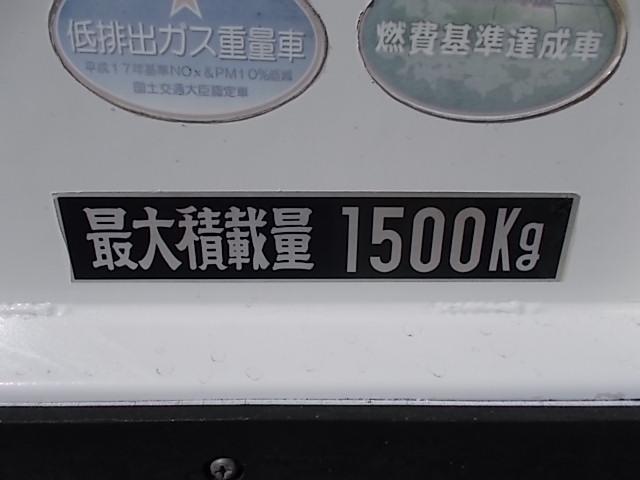 低排出ガス重量車
平成17年基準NOx&PM10%低減
国土交通大臣認定車
燃費基準達成車
最大積載量 1500Kg